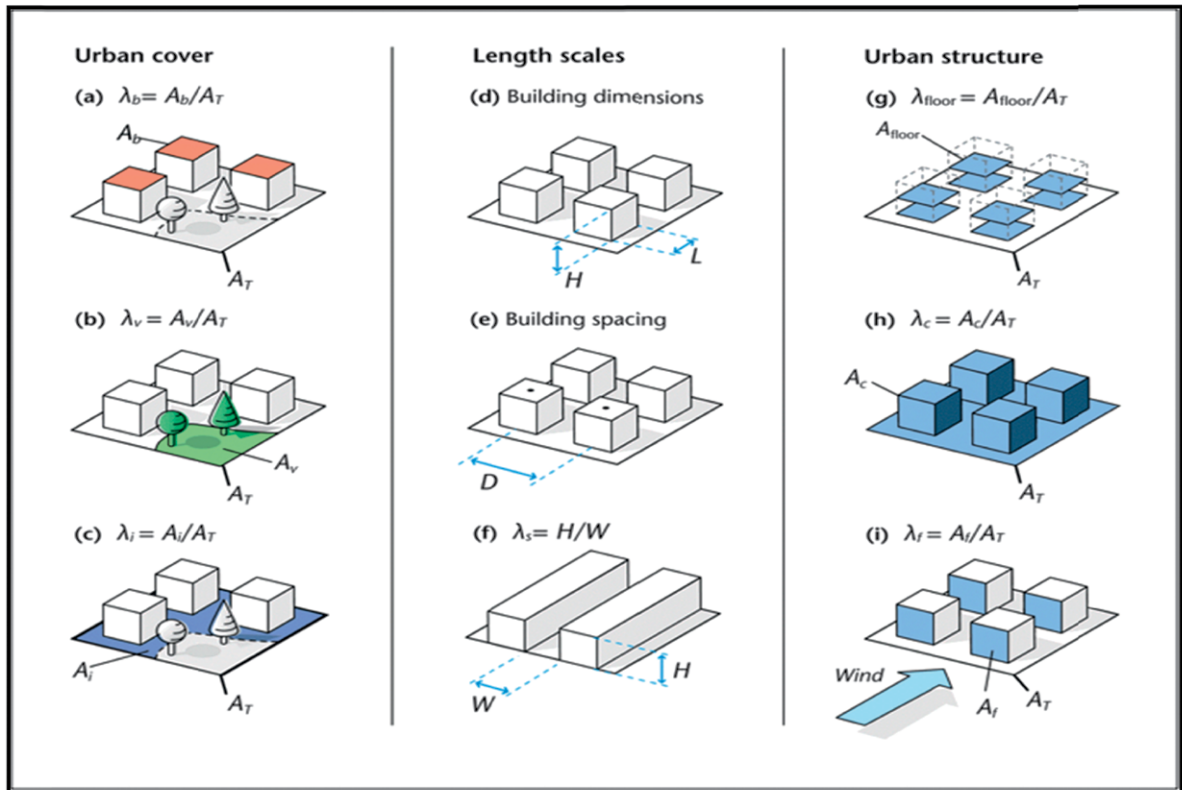 Urban cover
(a) λb = Ab/AT
Ab
AT
(b) λv = Av/AT
Av
AT
(c) λi = Ai/AT
Ai
AT
Length scales
(d) Building dimensions
H
L
(e) Building spacing
D
(f) λs= H/W
W
H
Urban structure
(g) λfloor = Afloor/AT
Afloor
AT
(h) λc = Ac/AT
Ac
AT
(i) λf = Af/AT
Wind
Af
AT